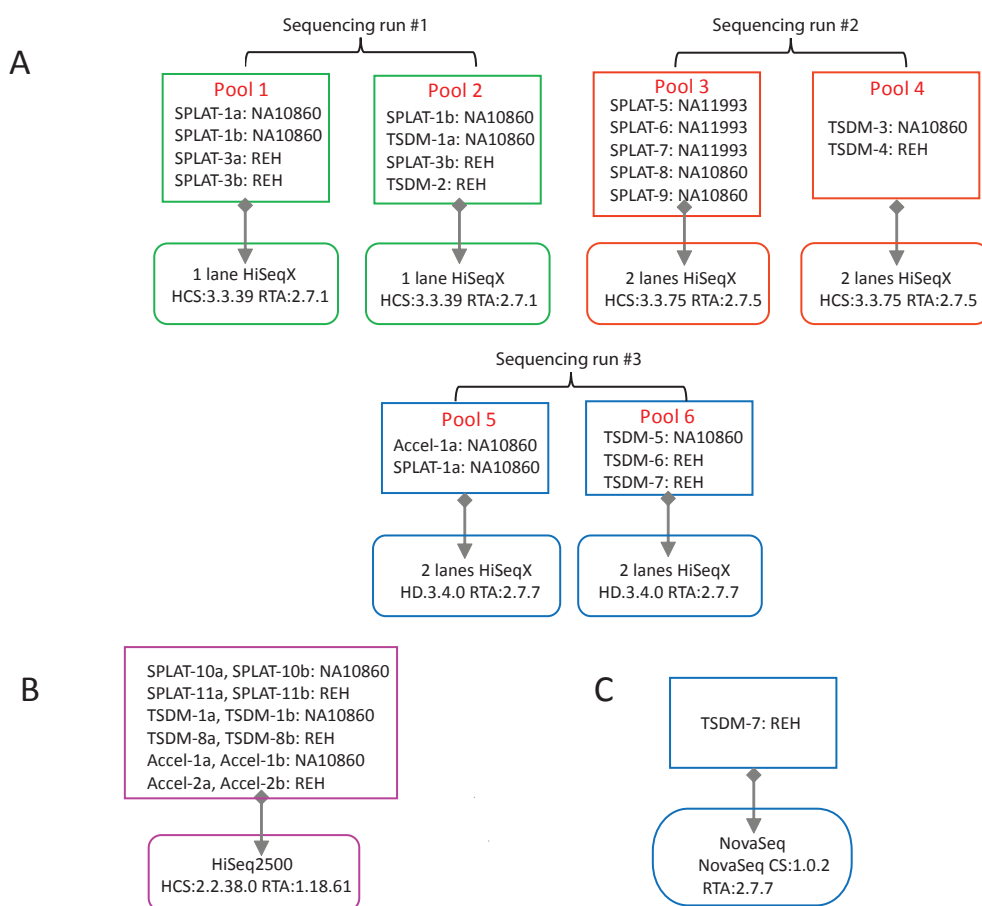 A
Sequencing run #1
Pool 1
SPLAT-1a: NA10860
SPLAT-1b: NA10860
SPLAT-3a: REH
SPLAT-3b: REH
1 lane HiSeqX
HCS:3.3.39 RTA:2.7.1
Pool 2
SPLAT-1b: NA10860
TSDM-1a: NA10860
SPLAT-3b: REH
TSDM-2: REH
1 lane HiSeqX
HCS:3.3.39 RTA:2.7.1
Sequencing run #2
Pool 3
SPLAT-5: NA11993
SPLAT-6: NA11993
SPLAT-7: NA11993
SPLAT-8: NA10860
SPLAT-9: NA10860
2 lanes HiSeqX
HCS:3.3.75 RTA:2.7.5
Pool 4
TSDM-3: NA10860
TSDM-4: REH
2 lanes HiSeqX
HCS:3.3.75 RTA:2.7.5
Sequencing run #3
Pool 5
Accel-1a: NA10860
SPLAT-1a: NA10860
2 lanes HiSeqX
HD.3.4.0 RTA:2.7.7
Pool 6
TSDM-5: NA10860
TSDM-6: REH
TSDM-7: REH
2 lanes HiSeqX
HD.3.4.0 RTA:2.7.7
B
SPLAT-10a, SPLAT-10b: NA10860
SPLAT-11a, SPLAT-11b: REH
TSDM-1a, TSDM-1b: NA10860
TSDM-8a, TSDM-8b: REH
Accel-1a, Accel-1b: NA10860
Accel-2a, Accel-2b: REH
HiSeq2500
HCS:2.2.38.0 RTA:1.18.61
C
TSDM-7: REH
NovaSeq
NovaSeq CS:1.0.2
RTA:2.7.7